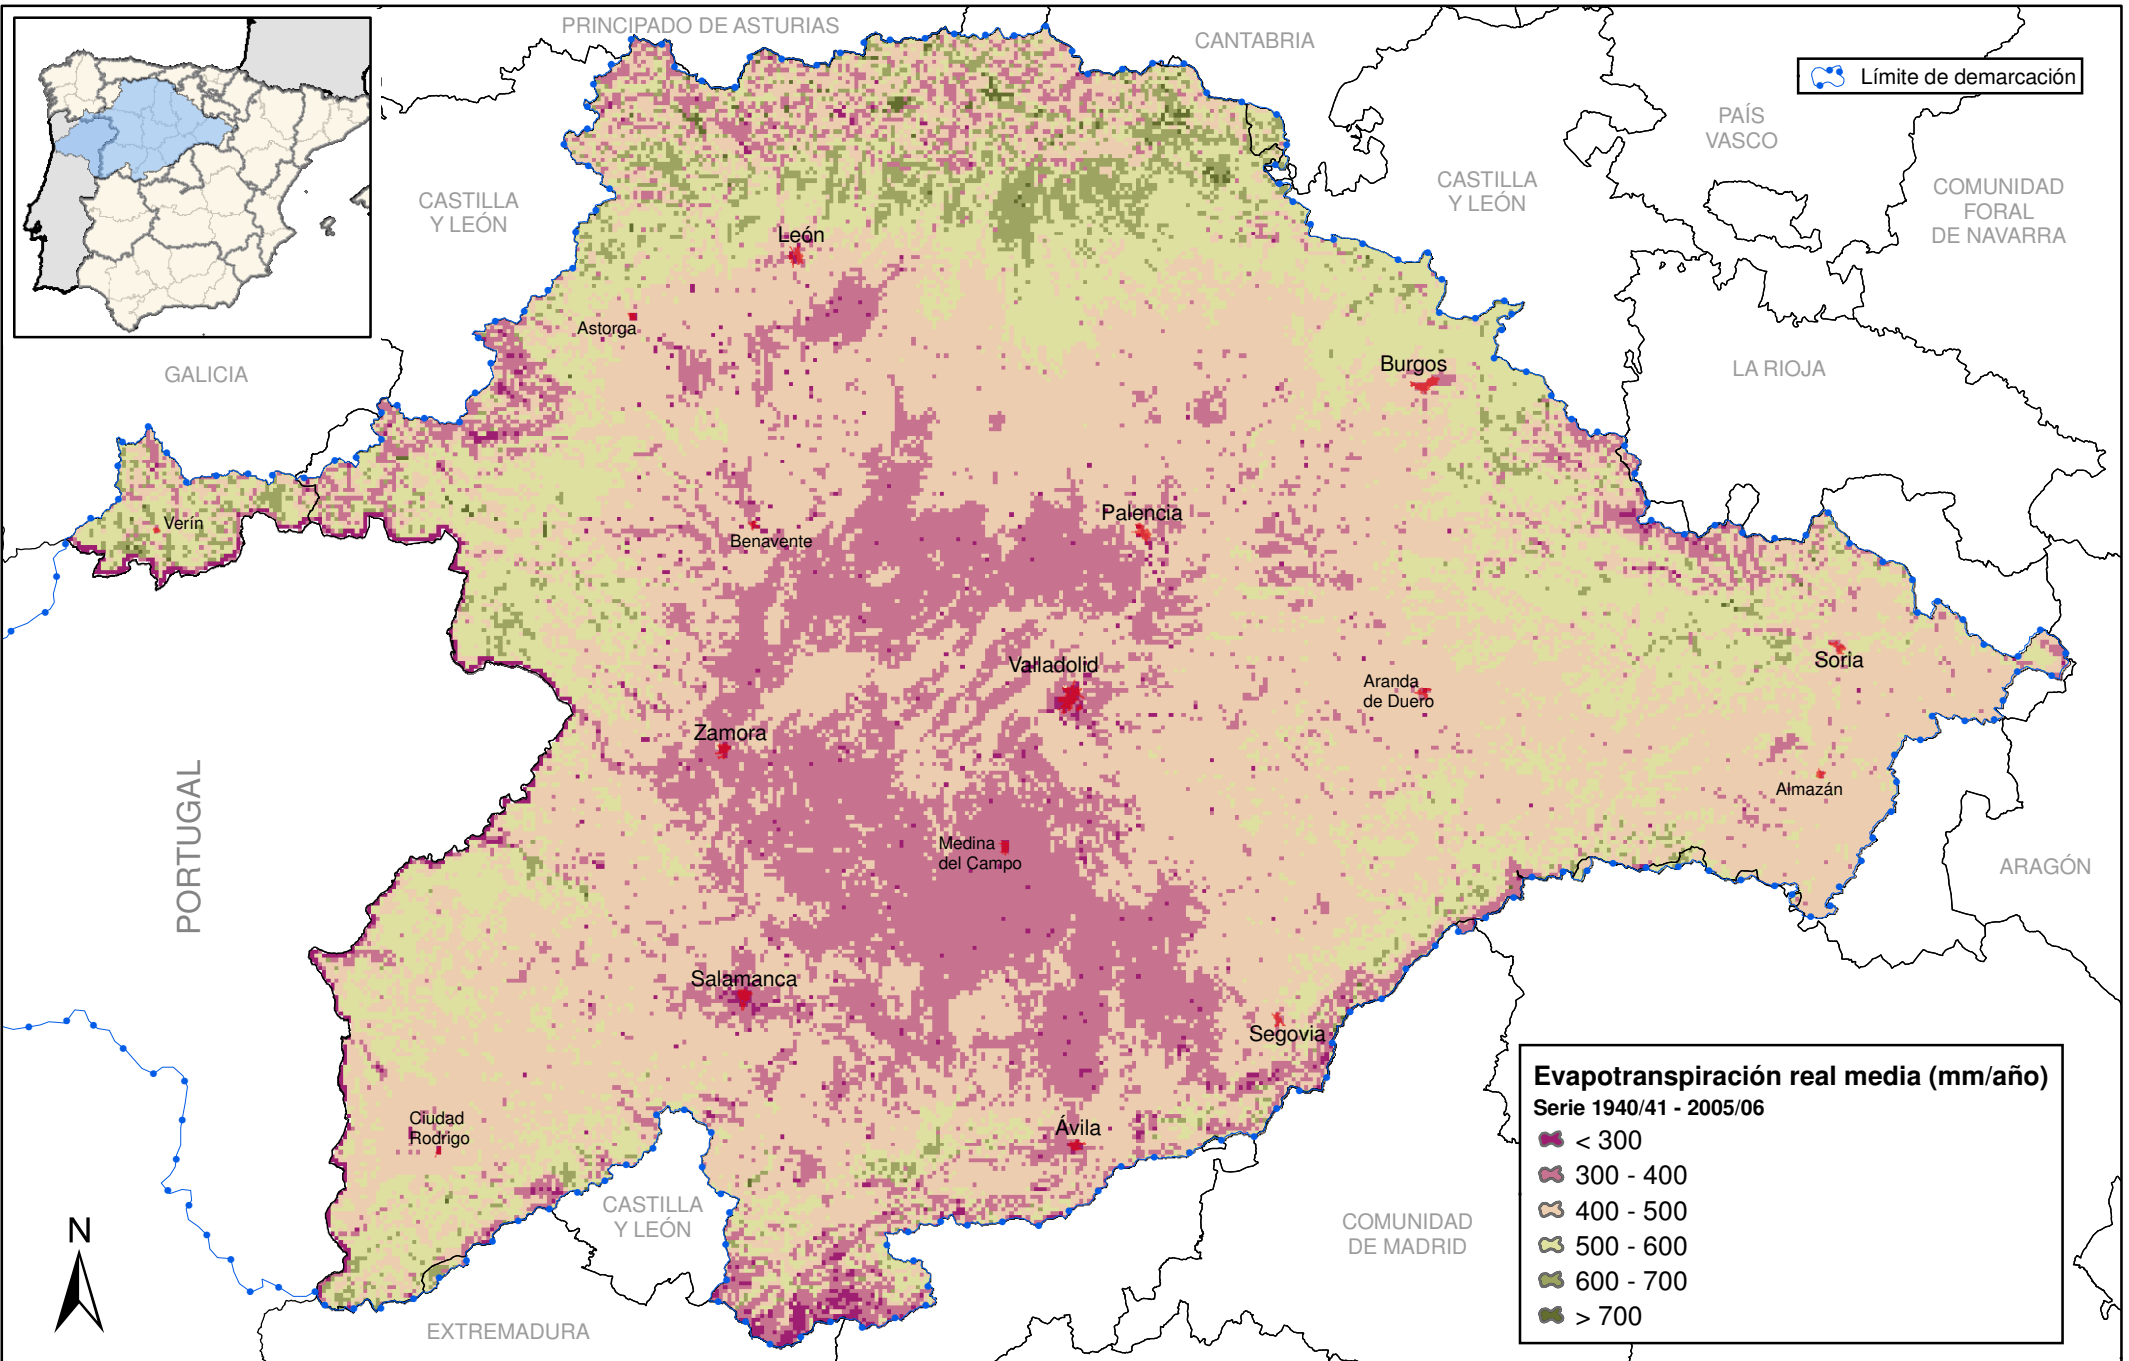 PRINCIPADO DE ASTURIAS
CANTABRIA
Límite de demarcación
PAÍS
VASCO
CASTILLA
Y LEÓN
CASTILLA
Y LEÓN
COMUNIDAD
FORAL
DE NAVARRA
León
Astorga
GALICIA
Burgos
LA RIOJA
Verín
Benavente
Palencia
Valladolid
Soria
Aranda
de Duero
Zamora
Almazán
PORTUGAL
Medina
del Campo
ARAGÓN
Salamanca
Segovia
Ciudad
Rodrigo
Ávila
CASTILLA
Y LEÓN
COMUNIDAD
DE MADRID
EXTREMADURA
N
Evapotranspiración real media (mm/año)
Serie 1940/41 - 2005/06
< 300
300 - 400
400 - 500
500 - 600
600 - 700
> 700